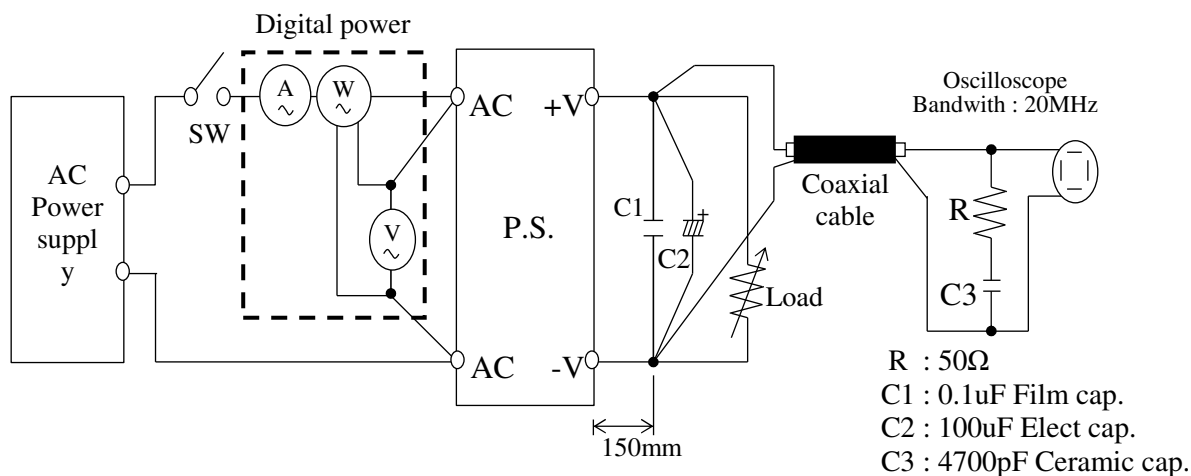 Digital power
A
W
SW
V
AC
Power
suppl
y
AC
+V
P.S.
AC
-V
150mm
C1
C2
+
Load
Coaxial
cable
Oscilloscope
Bandwith : 20MHz
R
C3
R : 50Ω
C1 : 0.1uF Film cap.
C2 : 100uF Elect cap.
C3 : 4700pF Ceramic cap.